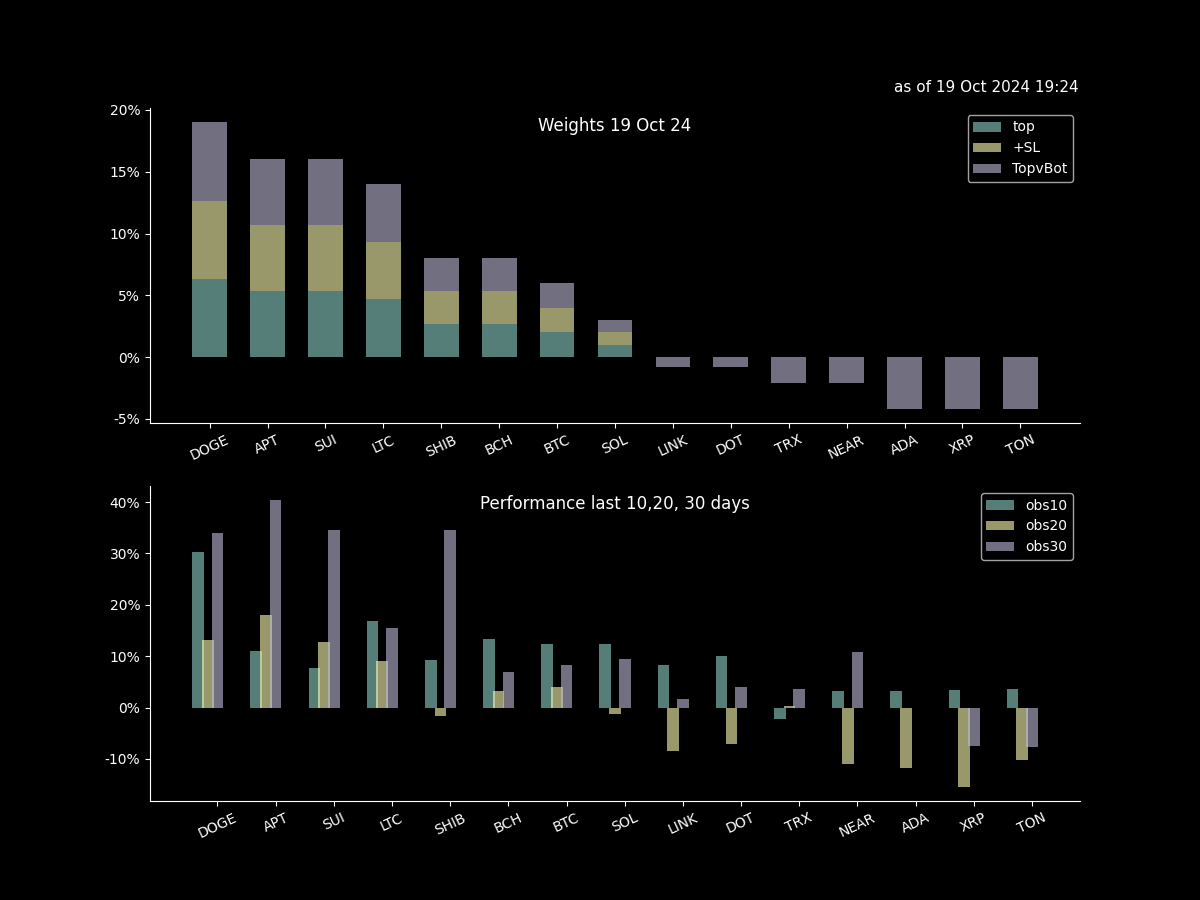 as of 19 Oct 2024 19:24
Weights 19 Oct 24
top
+SL
TopvBot
20%
15%
10%
5%
0%
-5%
DOGE APT SUI LTC SHIB BCH BTC SOL LINK DOT TRX NEAR ADA XRP TON
Performance last 10,20, 30 days
obs10
obs20
obs30
40%
30%
20%
10%
0%
-10%
DOGE APT SUI LTC SHIB BCH BTC SOL LINK DOT TRX NEAR ADA XRP TON